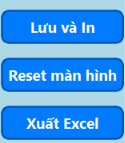 Lưu và In
Reset màn hình
Xuất Excel